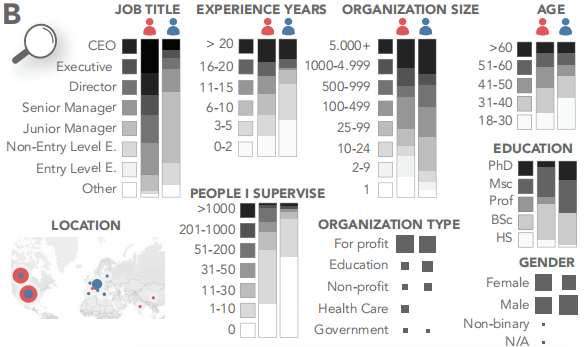 B
JOB TITLE
CEO
Executive
Director
Senior Manager
Junior Manager
Non-Entry Level E.
Entry Level E.
Other
EXPERIENCE YEARS
> 20
16-20
11-15
6-10
3-5
0-2
ORGANIZATION SIZE
5.000+
1000-4.999
500-999
100-499
25-99
10-24
2-9
1
AGE
>60
51-60
41-50
31-40
18-30
EDUCATION
PhD
Msc
Prof
BSc
HS
LOCATION
PEOPLE I SUPERVISE
>1000
201-1000
51-200
31-50
11-30
1-10
0
ORGANIZATION TYPE
For profit
Education
Non-profit
Health Care
Government
GENDER
Female
Male
Non-binary
N/A